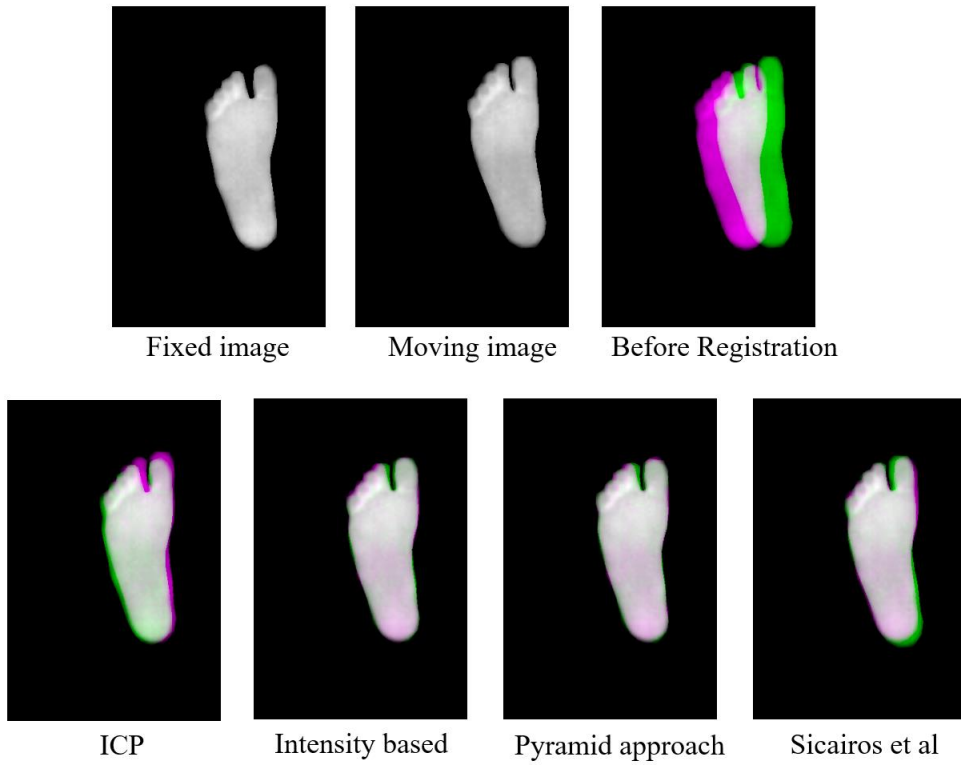 Fixed image
Moving image
Before Registration
ICP
Intensity based
Pyramid approach
Sicairos et al